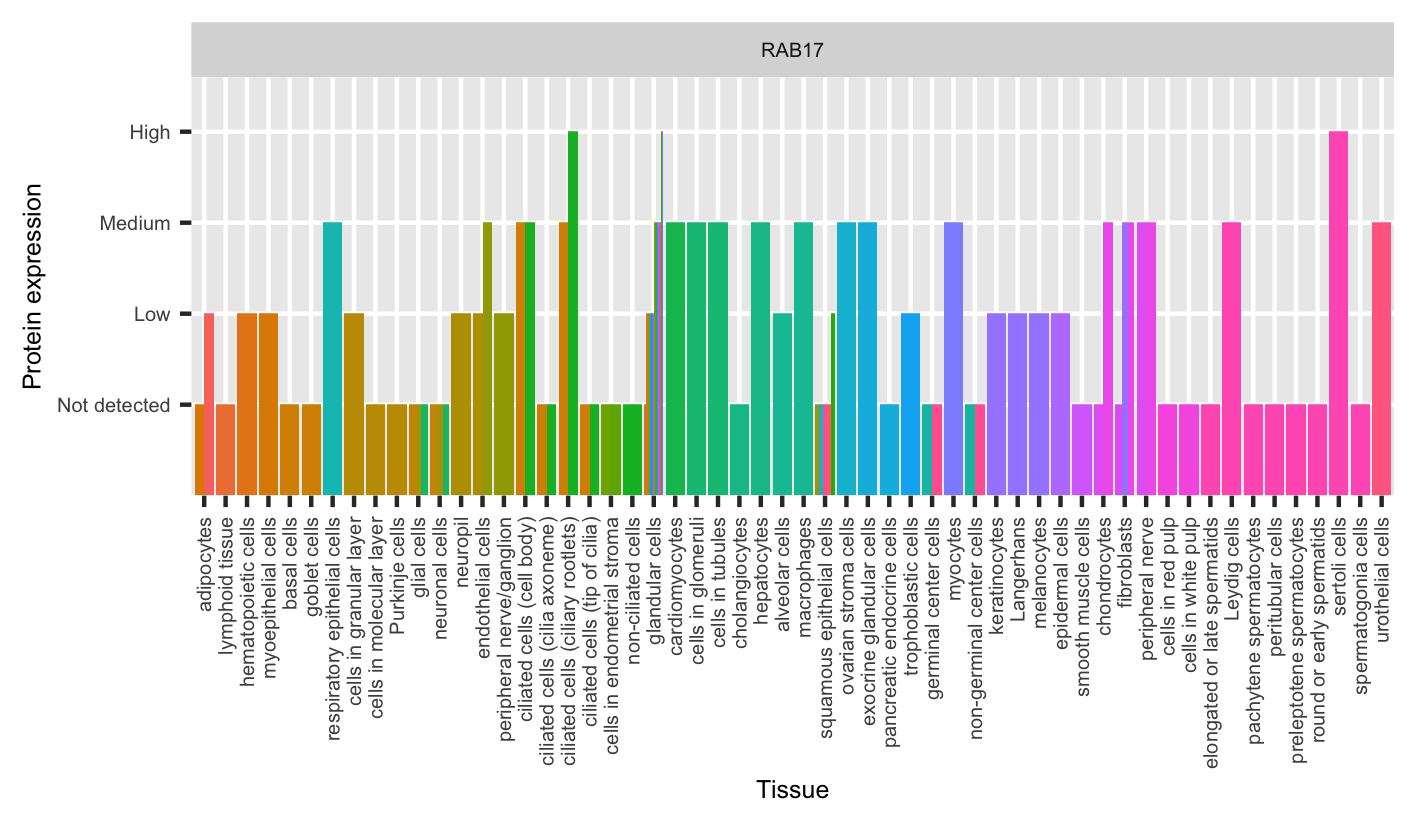 RAB17
High
Medium
Low
Not detected
Protein expression
adipocytes
lymphoid tissue
hematopoietic cells
myoepithelial cells
basal cells
goblet cells
respiratory epithelial cells
cells in granular layer
cells in molecular layer
Purkinje cells
glial cells
neuronal cells
neuropil
endothelial cells
peripheral nerve/ganglion
ciliated cells (cell body)
ciliated cells (cilia axoneme)
ciliated cells (ciliary rootlets)
ciliated cells (tip of cilia)
cells in endometrial stroma
non-ciliated cells
glandular cells
cardiomyocytes
cells in glomeruli
cells in tubules
cholangiocytes
hepatocytes
alveolar cells
macrophages
squamous epithelial cells
ovarian stroma cells
exocrine glandular cells
pancreatic endocrine cells
trophoblastic cells
germinal center cells
myocytes
non-germinal center cells
keratinocytes
Langerhans
melanocytes
epidermal cells
smooth muscle cells
chondrocytes
fibroblasts
peripheral nerve
cells in red pulp
cells in white pulp
elongated or late spermatids
Leydig cells
pachytene spermatocytes
peritubular cells
preleptotene spermatocytes
round or early spermatids
sertoli cells
spermatogonia cells
urothelial cells
Tissue